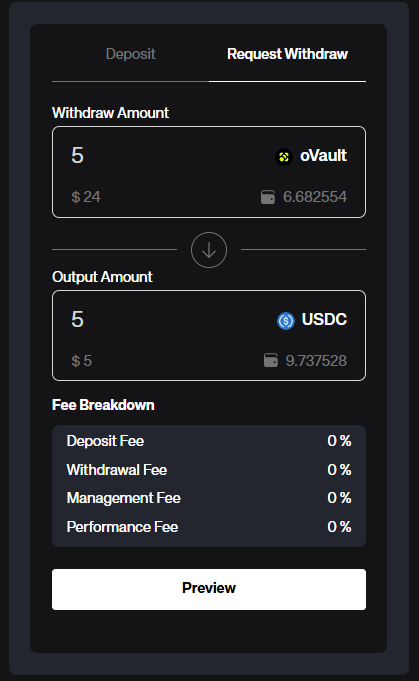 Deposit Request Withdraw
Withdraw Amount
5 oVault
$ 24 6.682554
Output Amount
5 USDC
$ 5 9.737528
Fee Breakdown
Deposit Fee 0 %
Withdrawal Fee 0 %
Management Fee 0 %
Performance Fee 0 %
Preview